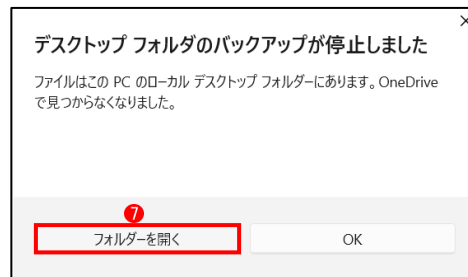 デスクトップ フォルダのバックアップが停止しました
ファイルはこの PC のローカル デスクトップ フォルダーにあります。OneDrive
で見つからなくなりました。
7
フォルダーを開く
OK